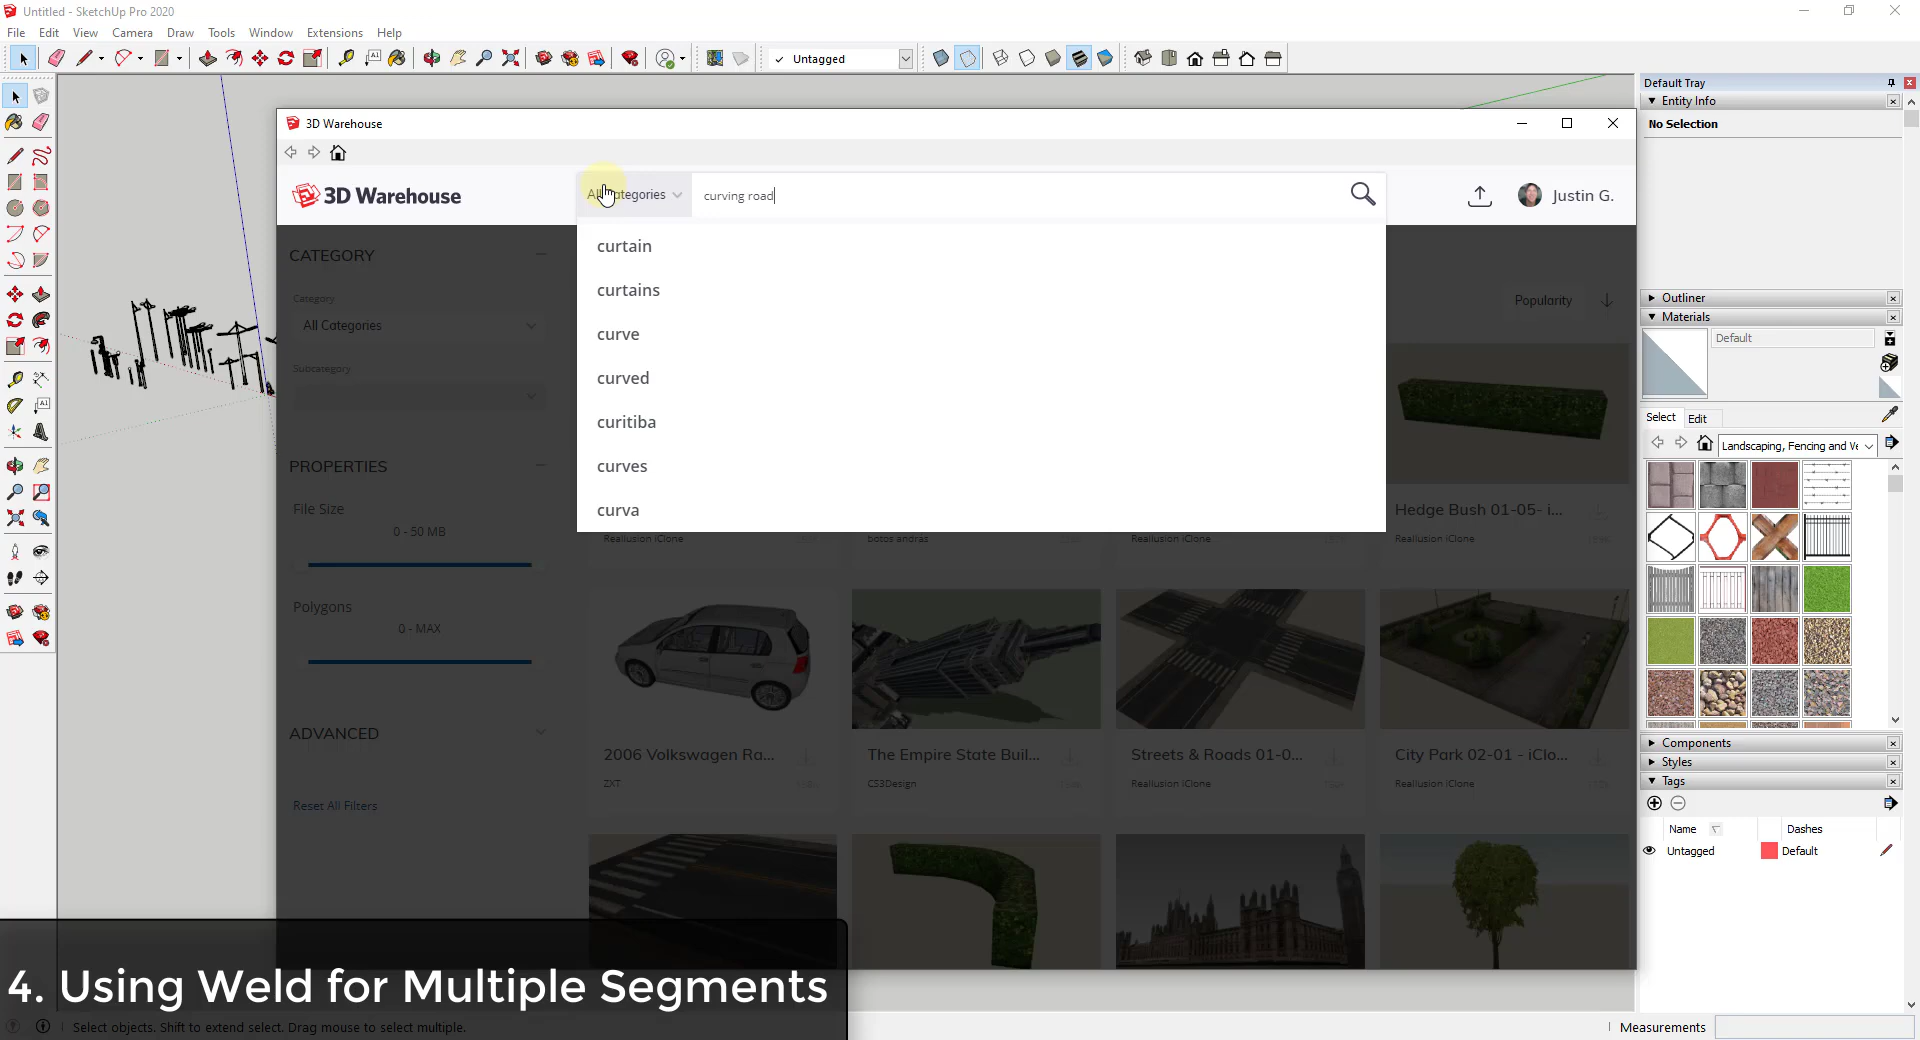 Untitled - SketchUp Pro 2020
File Edit View Camera Draw Tools Window Extensions Help
Untagged
Default Tray
Entity Info
No Selection
3D Warehouse
3D Warehouse
curving road
Justin G.
curtain
curtains
curve
curved
curitiba
curves
curva
CATEGORY
Category
All Categories
Subcategory
PROPERTIES
File Size
0 - 50 MB
Polygons
0 - MAX
ADVANCED
Reset All Filters
Popularity
Hedge Bush 01-05- i...
Reallusion iClone
botos andras
Reallusion iClone
Reallusion iClone
2006 Volkswagen Ra...
ZXT
The Empire State Buil...
CS3Design
Streets & Roads 01-0...
Reallusion iClone
City Park 02-01 - iClo...
Reallusion iClone
Outliner
Materials
Default
Select Edit
Landscaping, Fencing and Ve
Components
Styles
Tags
Name Dashes
Untagged Default
4. Using Weld for Multiple Segments
Select objects. Shift to extend select. Drag mouse to select multiple.
Measurements